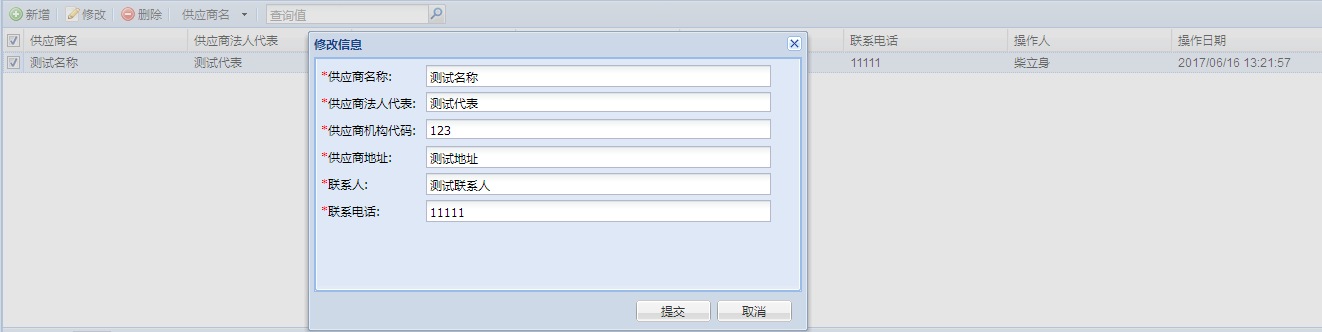 新增 修改 删除 供应商名 查询值
供应商名 供应商法人代表 联系电话 操作人 操作日期
测试名称 测试代表 11111 柴立身 2017/06/16 13:21:57
修改信息
*供应商名称: 测试名称
*供应商法人代表: 测试代表
*供应商机构代码: 123
*供应商地址: 测试地址
*联系人: 测试联系人
*联系电话: 11111
提交 取消